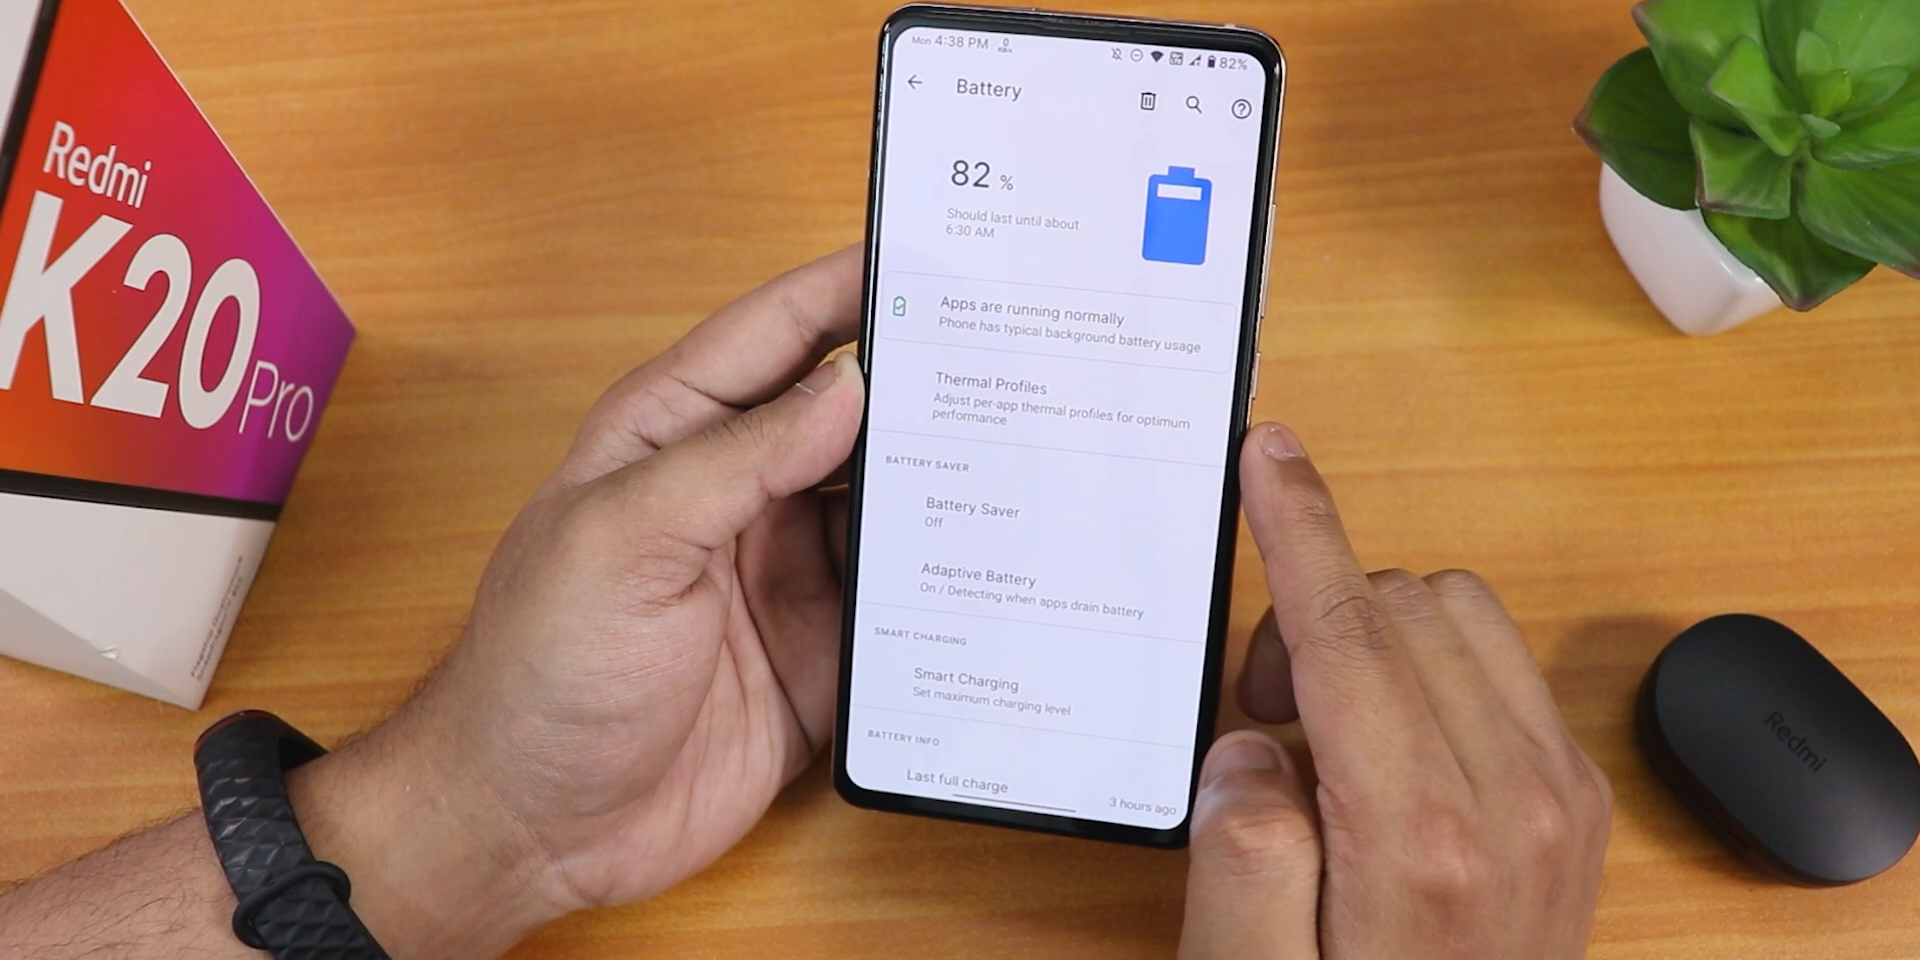 Redmi
K20 Pro
Mon 4:38 PM 0
82%
Battery
82 %
Should last until about
6:30 AM
Apps are running normally
Phone has typical background battery usage
Thermal Profiles
Adjust per-app thermal profiles for optimum
performance
BATTERY SAVER
Battery Saver
Off
Adaptive Battery
On / Detecting when apps drain battery
SMART CHARGING
Smart Charging
Set maximum charging level
BATTERY INFO
Last full charge
3 hours ago
Redmi